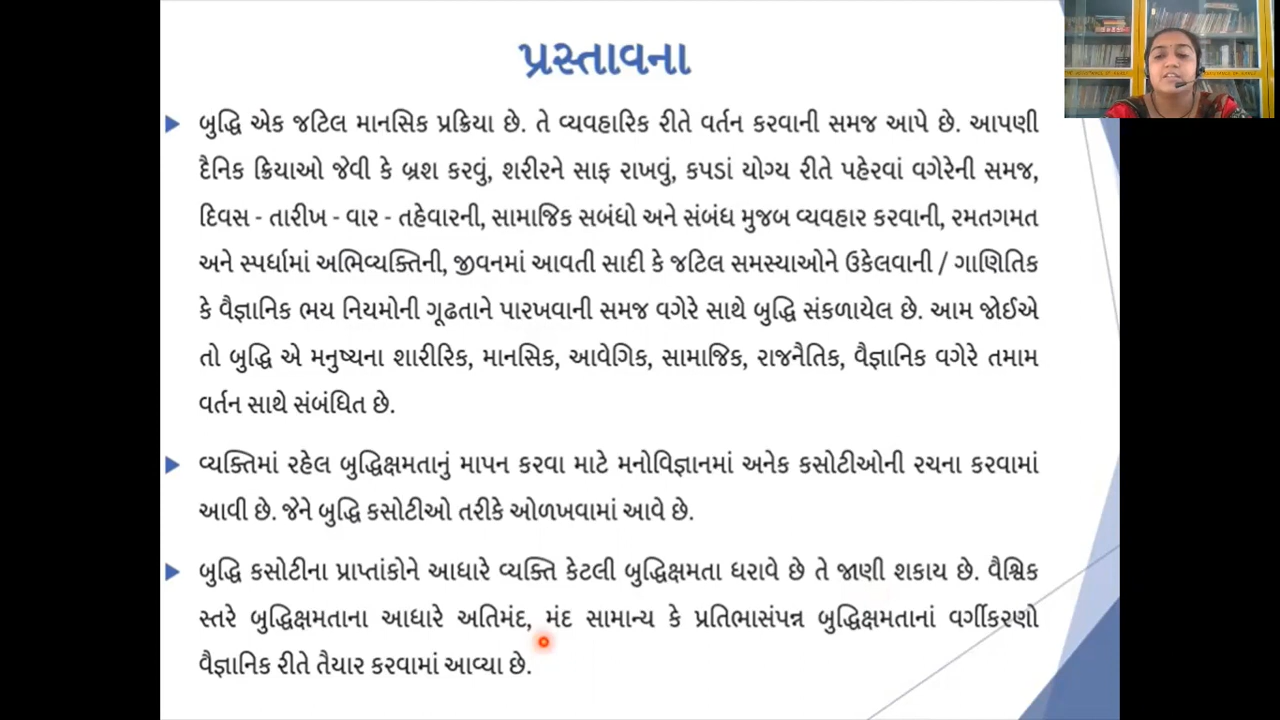 પ્રસ્તાવના
બુદ્ધિ એક જટિલ માનસિક પ્રક્રિયા છે. તે વ્યવહારિક રીતે વર્તન કરવાની સમજ આપે છે. આપણી
દૈનિક ક્રિયાઓ જેવી કે બ્રશ કરવું, શરીરને સાફ રાખવું, કપડાં યોગ્ય રીતે પહેરવાં વગેરેની સમજ,
દિવસ - તારીખ - વાર - તહેવારની, સામાજિક સબંધો અને સંબંધ મુજબ વ્યવહાર કરવાની, રમતગમત
અને સ્પર્ધામાં અભિવ્યક્તિની, જીવનમાં આવતી સાદી કે જટિલ સમસ્યાઓને ઉકેલવાની / ગાણિતિક
કે વૈજ્ઞાનિક ભય નિયમોની ગૂઢતાને પારખવાની સમજ વગેરે સાથે બુદ્ધિ સંકળાયેલ છે. આમ જોઈએ
તો બુદ્ધિ એ મનુષ્યના શારીરિક, માનસિક, આવેગિક, સામાજિક, રાજનૈતિક, વૈજ્ઞાનિક વગેરે તમામ
વર્તન સાથે સંબંધિત છે.
વ્યક્તિમાં રહેલ બુદ્ધિક્ષમતાનું માપન કરવા માટે મનોવિજ્ઞાનમાં અનેક કસોટીઓની રચના કરવામાં
આવી છે. જેને બુદ્ધિ કસોટીઓ તરીકે ઓળખવામાં આવે છે.
બુદ્ધિ કસોટીના પ્રાપ્તાંકોને આધારે વ્યક્તિ કેટલી બુદ્ધિક્ષમતા ધરાવે છે તે જાણી શકાય છે. વૈશ્વિક
સ્તરે બુદ્ધિક્ષમતાના આધારે અતિમંદ, મંદ સામાન્ય કે પ્રતિભાસંપન્ન બુદ્ધિક્ષમતાનાં વર્ગીકરણો
વૈજ્ઞાનિક રીતે તૈયાર કરવામાં આવ્યા છે.